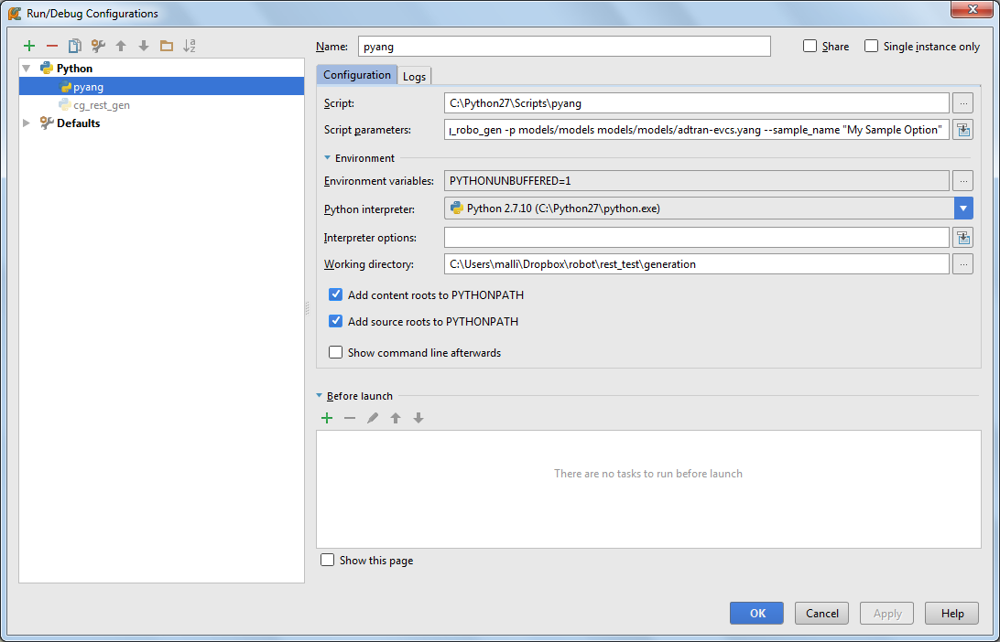 Run/Debug Configurations
Name: pyang
Share
Single instance only
Python
pyang
cg_rest_gen
Defaults
Configuration
Logs
Script: C:\Python27\Scripts\pyang
Script parameters: _robo_gen -p models/models models/models/adtran-evcs.yang --sample_name "My Sample Option"
Environment
Environment variables: PYTHONUNBUFFERED=1
Python interpreter: Python 2.7.10 (C:\Python27\python.exe)
Interpreter options:
Working directory: C:\Users\malli\Dropbox\robot\rest_test\generation
Add content roots to PYTHONPATH
Add source roots to PYTHONPATH
Show command line afterwards
Before launch
There are no tasks to run before launch
Show this page
OK
Cancel
Apply
Help